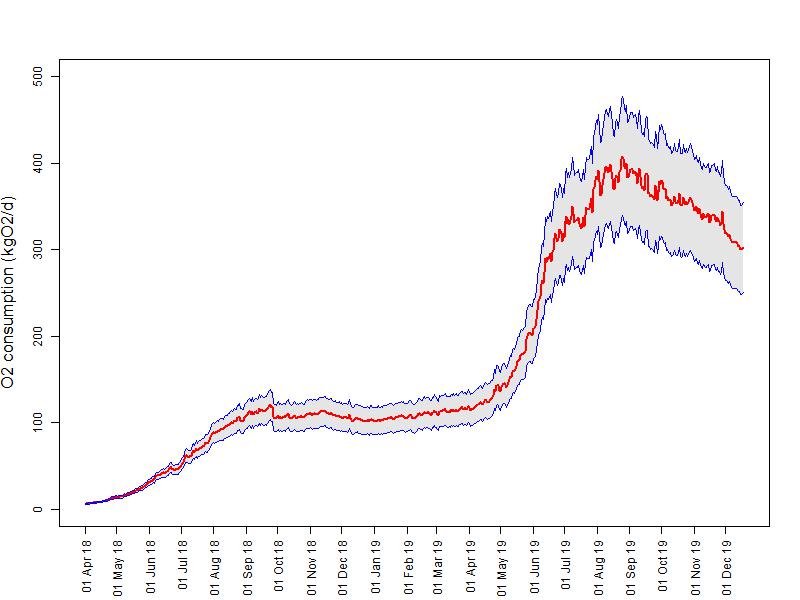 O2 consumption (kgO2/d)
500
400
300
200
100
0
01 Apr 18
01 May 18
01 Jun 18
01 Jul 18
01 Aug 18
01 Sep 18
01 Oct 18
01 Nov 18
01 Dec 18
01 Jan 19
01 Feb 19
01 Mar 19
01 Apr 19
01 May 19
01 Jun 19
01 Jul 19
01 Aug 19
01 Sep 19
01 Oct 19
01 Nov 19
01 Dec 19